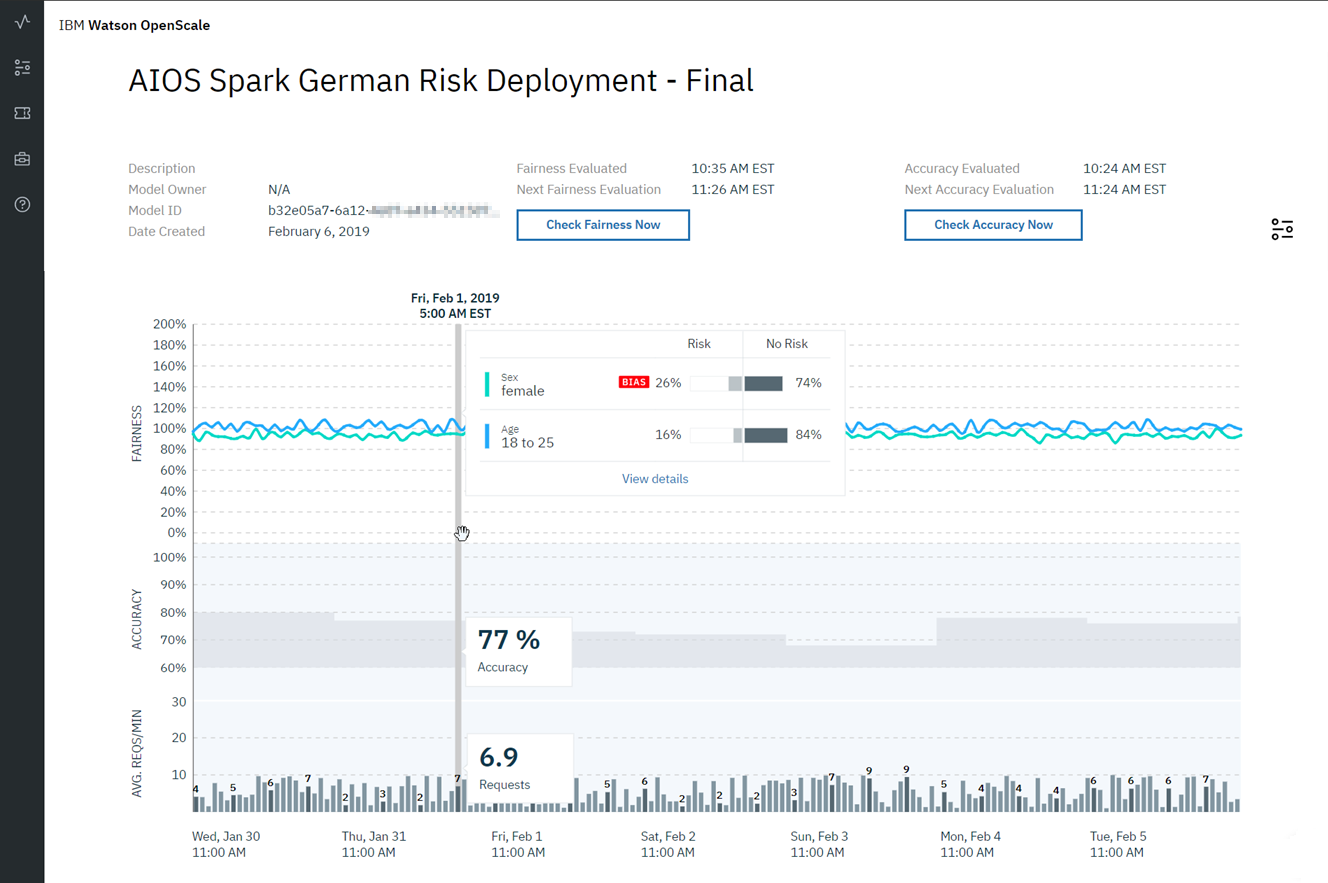 IBM Watson OpenScale
AIOS Spark German Risk Deployment - Final
Description
Model Owner N/A
Model ID b32e05a7-6a12-
Date Created February 6, 2019
Fairness Evaluated 10:35 AM EST
Next Fairness Evaluation 11:26 AM EST
Check Fairness Now
Accuracy Evaluated 10:24 AM EST
Next Accuracy Evaluation 11:24 AM EST
Check Accuracy Now
Fri, Feb 1, 2019
5:00 AM EST
FAIRNESS
200%
180%
160%
140%
120%
100%
80%
60%
40%
20%
0%
Risk No Risk
Sex
female BIAS 26% 74%
Age
18 to 25 16% 84%
View details
ACCURACY
100%
90%
80%
70%
60%
77 %
Accuracy
AVG. REQS/MIN
30
20
10
6.9
Requests
4 5 6 7 2 3 2 7 5 6 2 2 2 3 7 9 9 5 4 4 4 6 6 6 7
Wed, Jan 30 Thu, Jan 31 Fri, Feb 1 Sat, Feb 2 Sun, Feb 3 Mon, Feb 4 Tue, Feb 5
11:00 AM 11:00 AM 11:00 AM 11:00 AM 11:00 AM 11:00 AM 11:00 AM